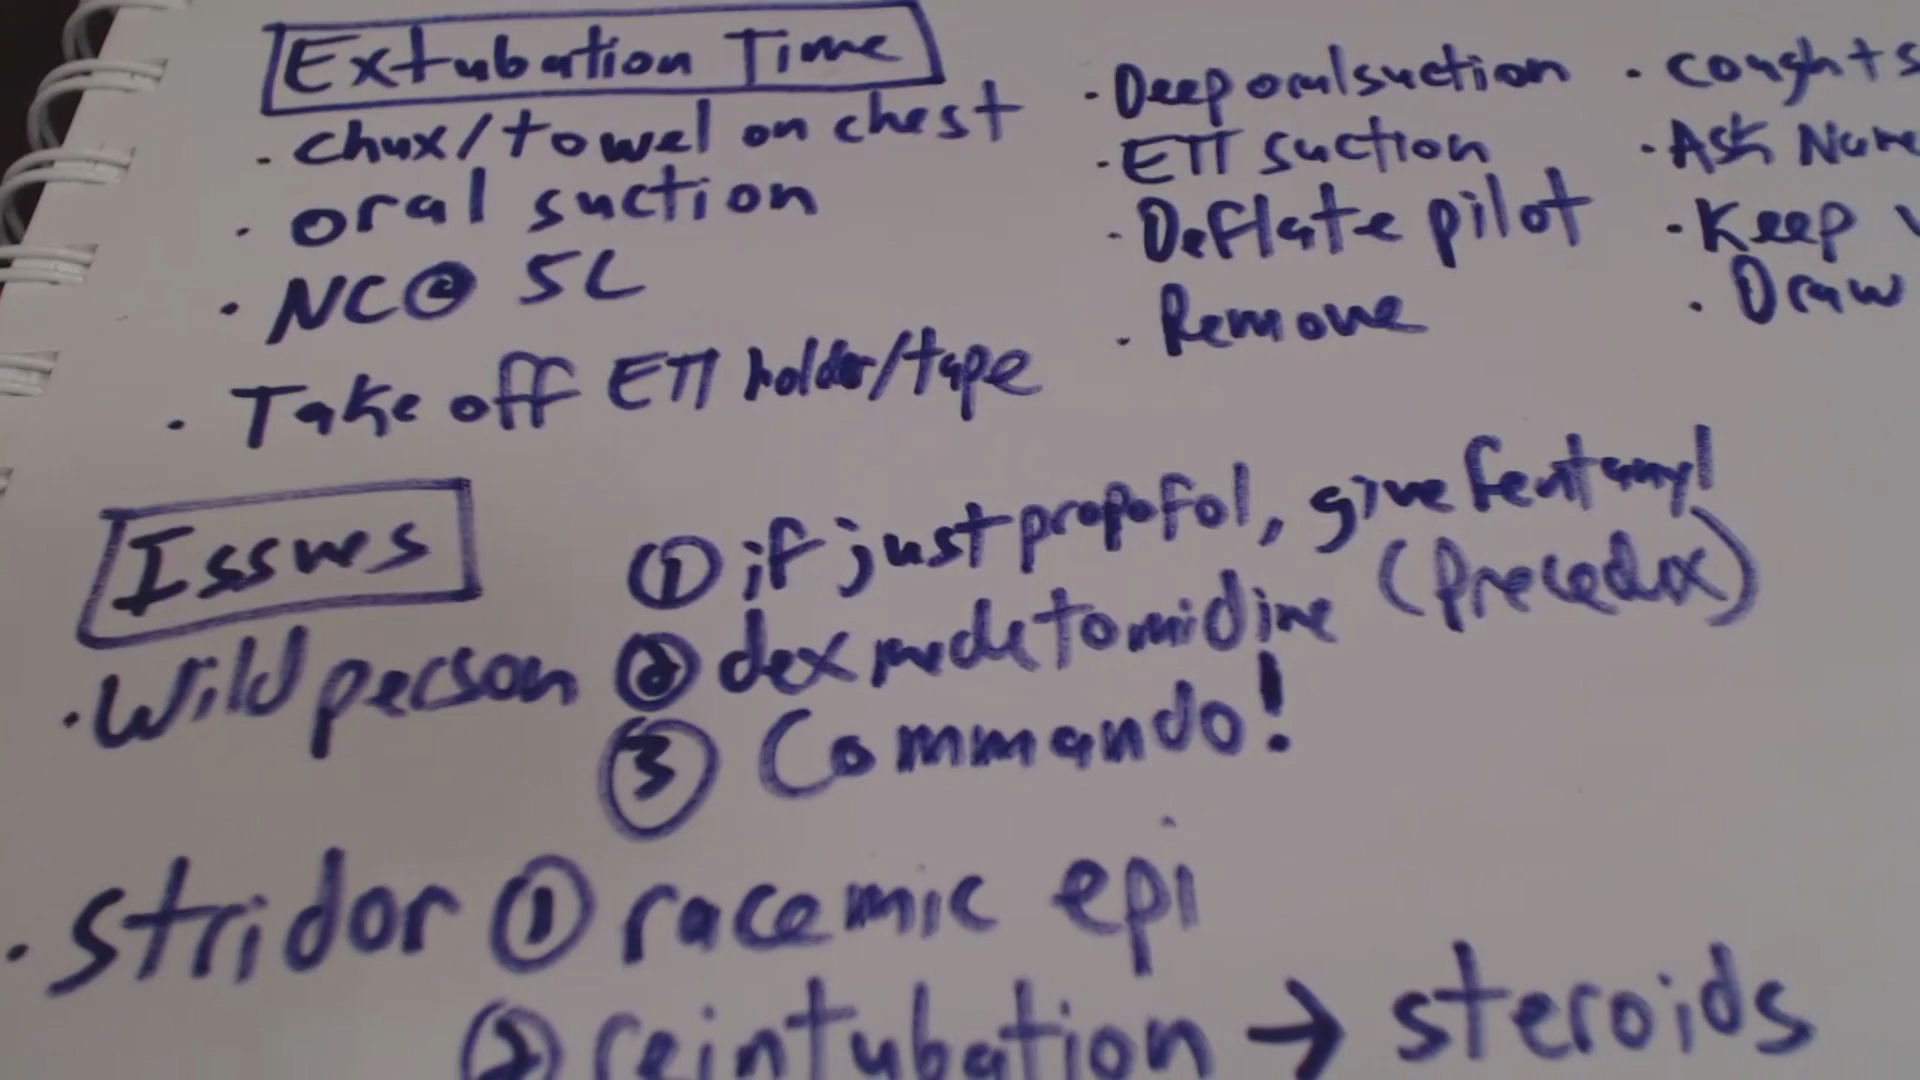 Extubation Time
· chux/towel on chest
· oral suction
· NC @ 5L
· Take off ETT holder/tape
· Deep oral suction
· ETT suction
· Deflate pilot
· Remove
· cough + s
· Ask Name
· Keep
· Draw
Issues
· Wild person ① if just propofol, give fentanyl
② dexmedetomidine (Precedex)
③ Commando!
· stridor ① racemic epi
② reintubation → steroids